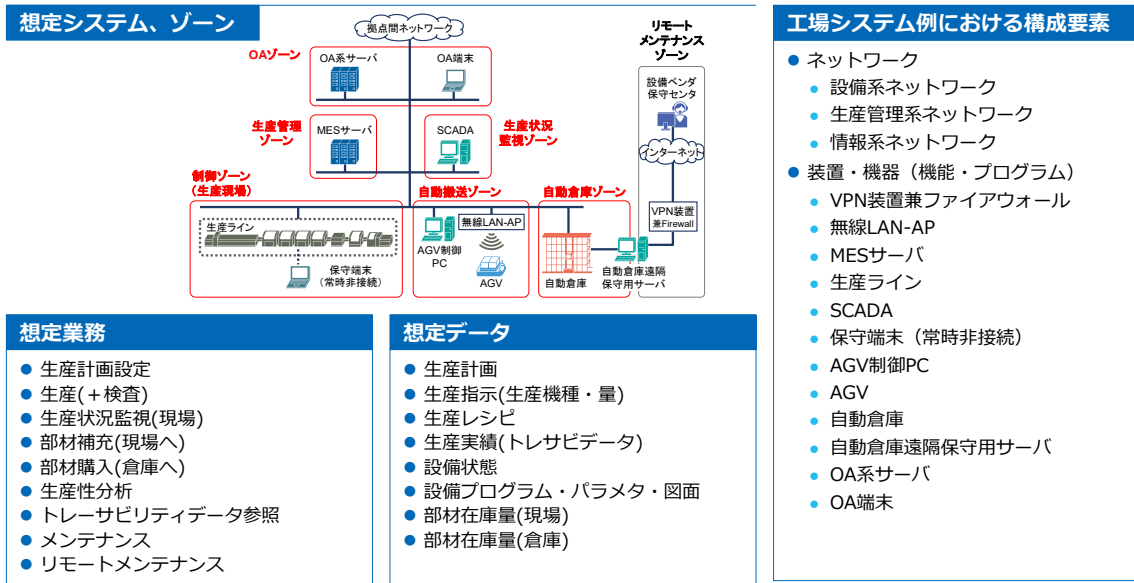 想定システム、ゾーン
拠点間ネットワーク
OAゾーン
OA系サーバ
OA端末
リモート
メンテナンス
ゾーン
設備ベンダ
保守センタ
生産管理
ゾーン
MESサーバ
SCADA
生産状況
監視ゾーン
インターネット
制御ゾーン
(生産現場)
自動搬送ゾーン
自動倉庫ゾーン
生産ライン
無線LAN-AP
VPN装置
兼Firewall
AGV制御
PC
保守端末
(常時非接続)
AGV
自動倉庫
自動倉庫遠隔
保守用サーバ
想定業務
生産計画設定
生産(+検査)
生産状況監視(現場)
部材補充(現場へ)
部材購入(倉庫へ)
生産性分析
トレーサビリティデータ参照
メンテナンス
リモートメンテナンス
想定データ
生産計画
生産指示(生産機種・量)
生産レシピ
生産実績(トレサビデータ)
設備状態
設備プログラム・パラメタ・図面
部材在庫量(現場)
部材在庫量(倉庫)
工場システム例における構成要素
ネットワーク
設備系ネットワーク
生産管理系ネットワーク
情報系ネットワーク
装置・機器（機能・プログラム）
VPN装置兼ファイアウォール
無線LAN-AP
MESサーバ
生産ライン
SCADA
保守端末（常時非接続）
AGV制御PC
AGV
自動倉庫
自動倉庫遠隔保守用サーバ
OA系サーバ
OA端末